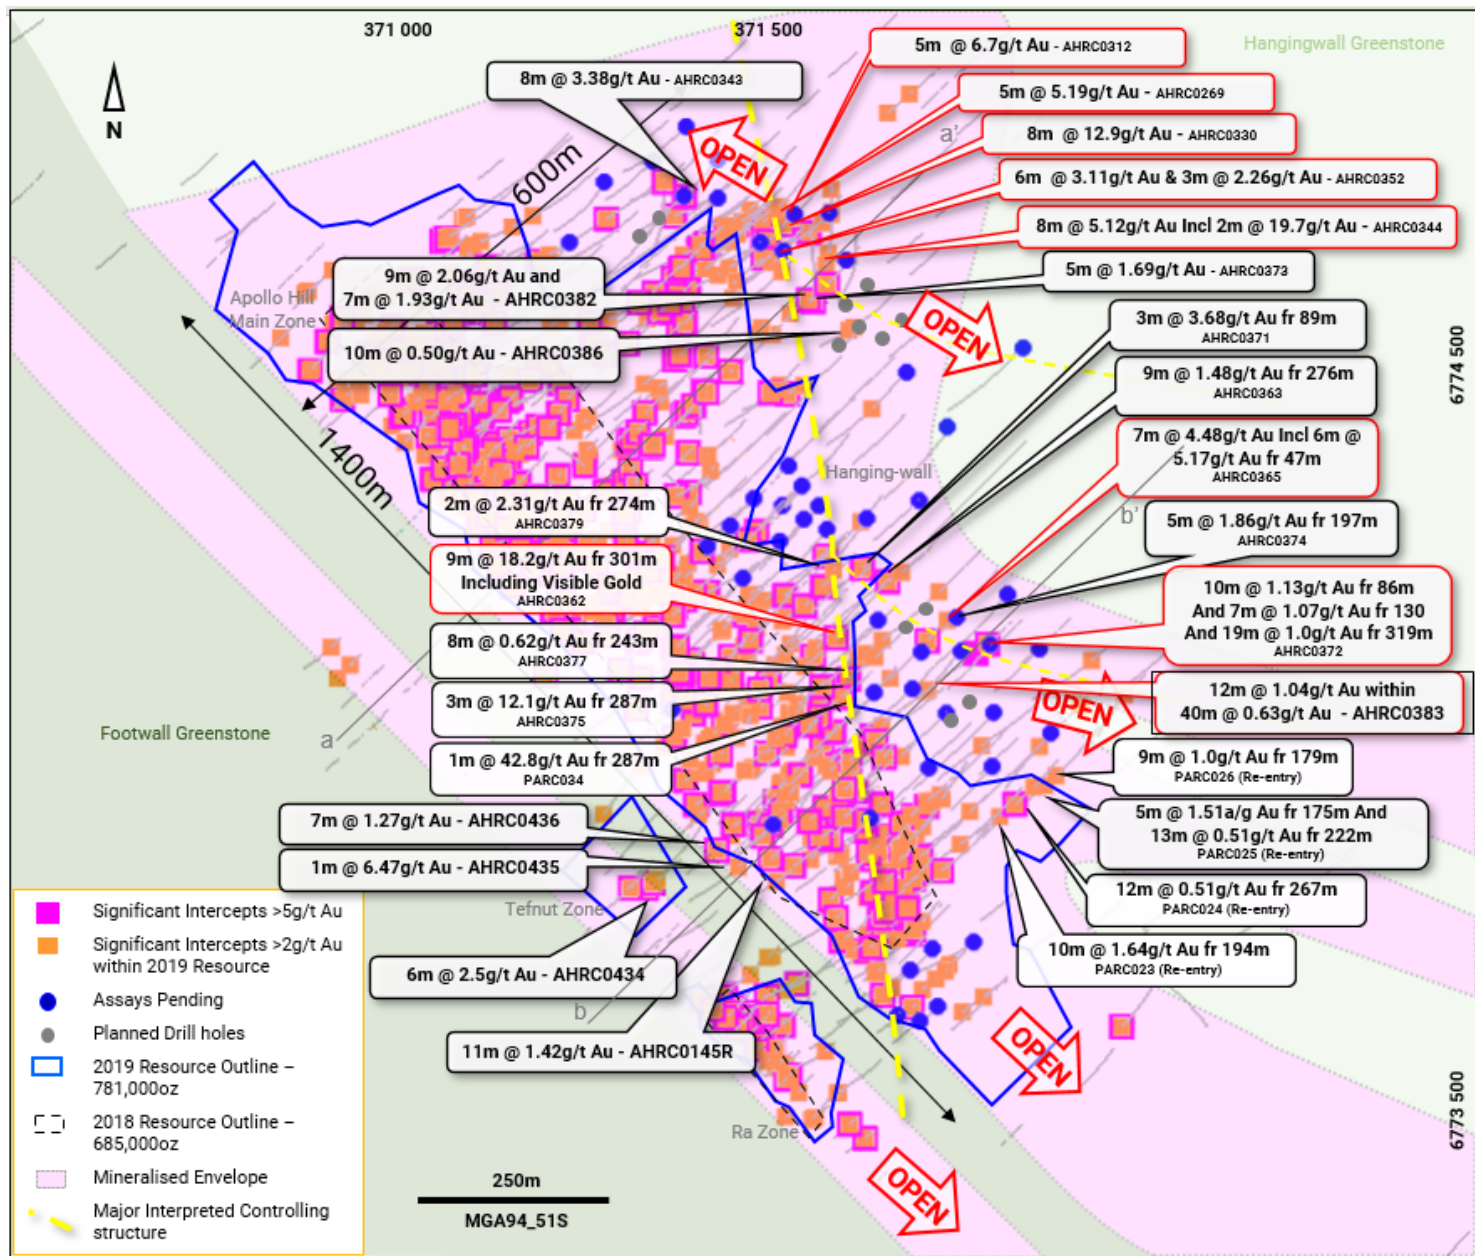 371 000
371 500
Hangingwall Greenstone
5m @ 6.7g/t Au - AHRC0312
8m @ 3.38g/t Au - AHRC0343
5m @ 5.19g/t Au - AHRC0269
N
OPEN
a'
8m @ 12.9g/t Au - AHRC0330
600m
6m @ 3.11g/t Au & 3m @ 2.26g/t Au - AHRC0352
8m @ 5.12g/t Au Incl 2m @ 19.7g/t Au - AHRC0344
9m @ 2.06g/t Au and
7m @ 1.93g/t Au - AHRC0382
5m @ 1.69g/t Au - AHRC0373
Apollo Hill
Main Zone
OPEN
3m @ 3.68g/t Au fr 89m
AHRC0371
10m @ 0.50g/t Au - AHRC0386
6774 500
9m @ 1.48g/t Au fr 276m
AHRC0363
1400m
7m @ 4.48g/t Au Incl 6m @
5.17g/t Au fr 47m
AHRC0365
Hanging-wall
2m @ 2.31g/t Au fr 274m
AHRC0379
b'
5m @ 1.86g/t Au fr 197m
AHRC0374
9m @ 18.2g/t Au fr 301m
Including Visible Gold
AHRC0362
10m @ 1.13g/t Au fr 86m
And 7m @ 1.07g/t Au fr 130
And 19m @ 1.0g/t Au fr 319m
AHRC0372
8m @ 0.62g/t Au fr 243m
AHRC0377
3m @ 12.1g/t Au fr 287m
AHRC0375
OPEN
12m @ 1.04g/t Au within
40m @ 0.63g/t Au - AHRC0383
Footwall Greenstone
a
1m @ 42.8g/t Au fr 287m
PARC034
9m @ 1.0g/t Au fr 179m
PARC026 (Re-entry)
7m @ 1.27g/t Au - AHRC0436
5m @ 1.51a/g Au fr 175m And
13m @ 0.51g/t Au fr 222m
PARC025 (Re-entry)
1m @ 6.47g/t Au - AHRC0435
12m @ 0.51g/t Au fr 267m
PARC024 (Re-entry)
Tefnut Zone
10m @ 1.64g/t Au fr 194m
PARC023 (Re-entry)
6m @ 2.5g/t Au - AHRC0434
b
11m @ 1.42g/t Au - AHRC0145R
OPEN
6773 500
Ra Zone
OPEN
Significant Intercepts >5g/t Au
Significant Intercepts >2g/t Au
within 2019 Resource
Assays Pending
Planned Drill holes
2019 Resource Outline –
781,000oz
2018 Resource Outline –
685,000oz
Mineralised Envelope
Major Interpreted Controlling
structure
250m
MGA94_51S